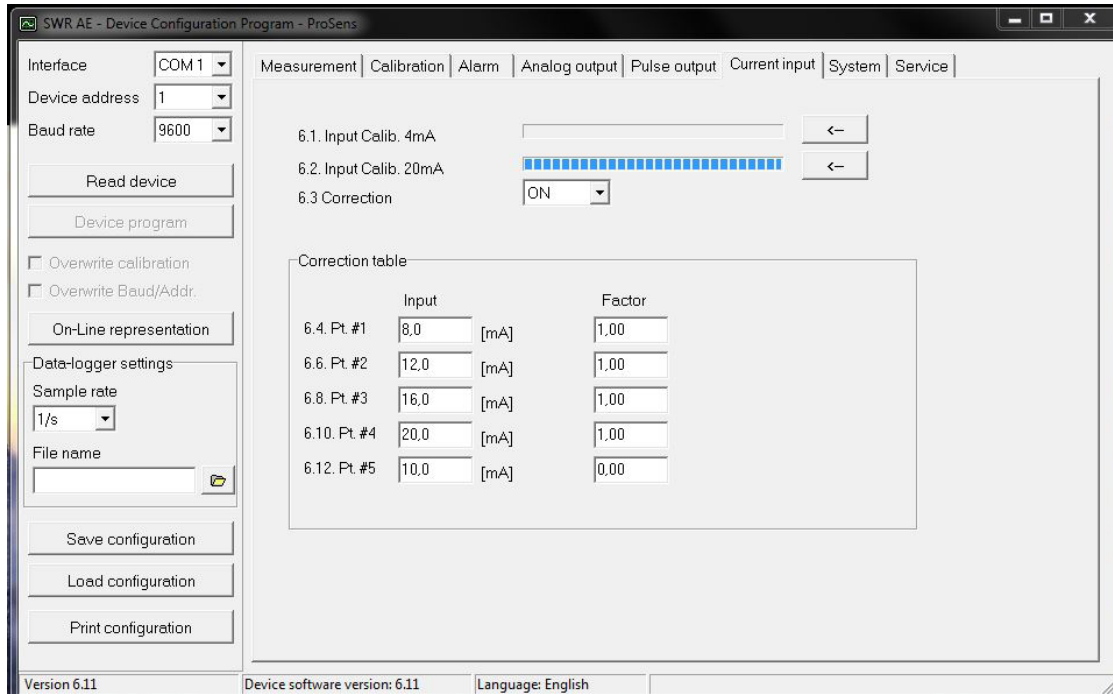 SWR AE - Device Configuration Program - ProSens
Interface COM 1
Device address 1
Baud rate 9600
Read device
Device program
Overwrite calibration
Overwrite Baud/Addr.
On-Line representation
Data-logger settings
Sample rate
1/s
File name
Save configuration
Load configuration
Print configuration
Measurement Calibration Alarm Analog output Pulse output Current input System Service
6.1. Input Calib. 4mA <--
6.2. Input Calib. 20mA <--
6.3 Correction ON
Correction table
Input Factor
6.4. Pt. #1 8,0 [mA] 1,00
6.6. Pt. #2 12,0 [mA] 1,00
6.8. Pt. #3 16,0 [mA] 1,00
6.10. Pt. #4 20,0 [mA] 1,00
6.12. Pt. #5 10,0 [mA] 0,00
Version 6.11 Device software version: 6.11 Language: English